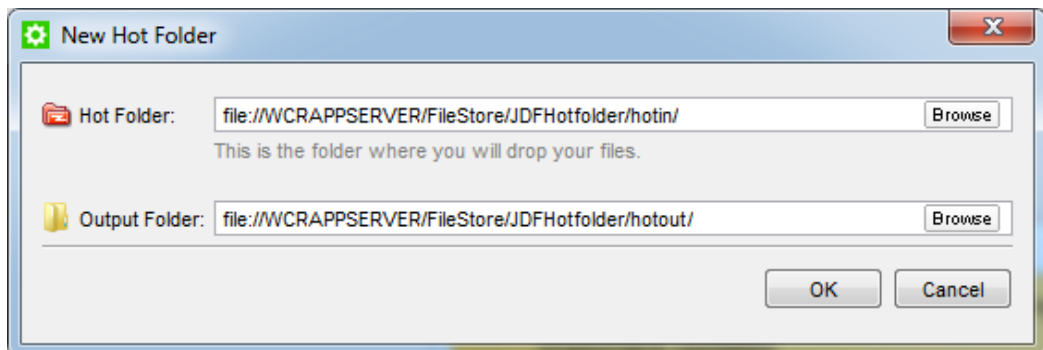 New Hot Folder
Hot Folder: file://WCRAPPSERVER/FileStore/JDFHotfolder/hotin/ Browse
This is the folder where you will drop your files.
Output Folder: file://WCRAPPSERVER/FileStore/JDFHotfolder/hotout/ Browse
OK Cancel